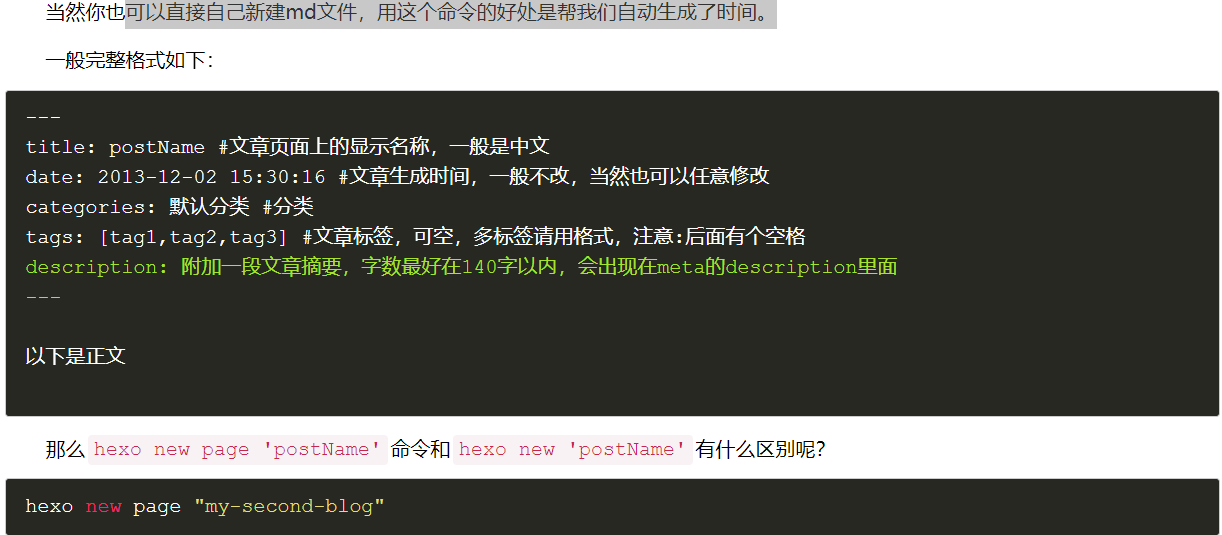 当然你也可以直接自己新建md文件，用这个命令的好处是帮我们自动生成了时间。
一般完整格式如下：
---
title: postName #文章页面上的显示名称，一般是中文
date: 2013-12-02 15:30:16 #文章生成时间，一般不改，当然也可以任意修改
categories: 默认分类 #分类
tags: [tag1,tag2,tag3] #文章标签，可空，多标签请用格式，注意:后面有个空格
description: 附加一段文章摘要，字数最好在140字以内，会出现在meta的description里面
---
以下是正文
那么hexo new page 'postName'命令和hexo new 'postName'有什么区别呢？
hexo new page "my-second-blog"